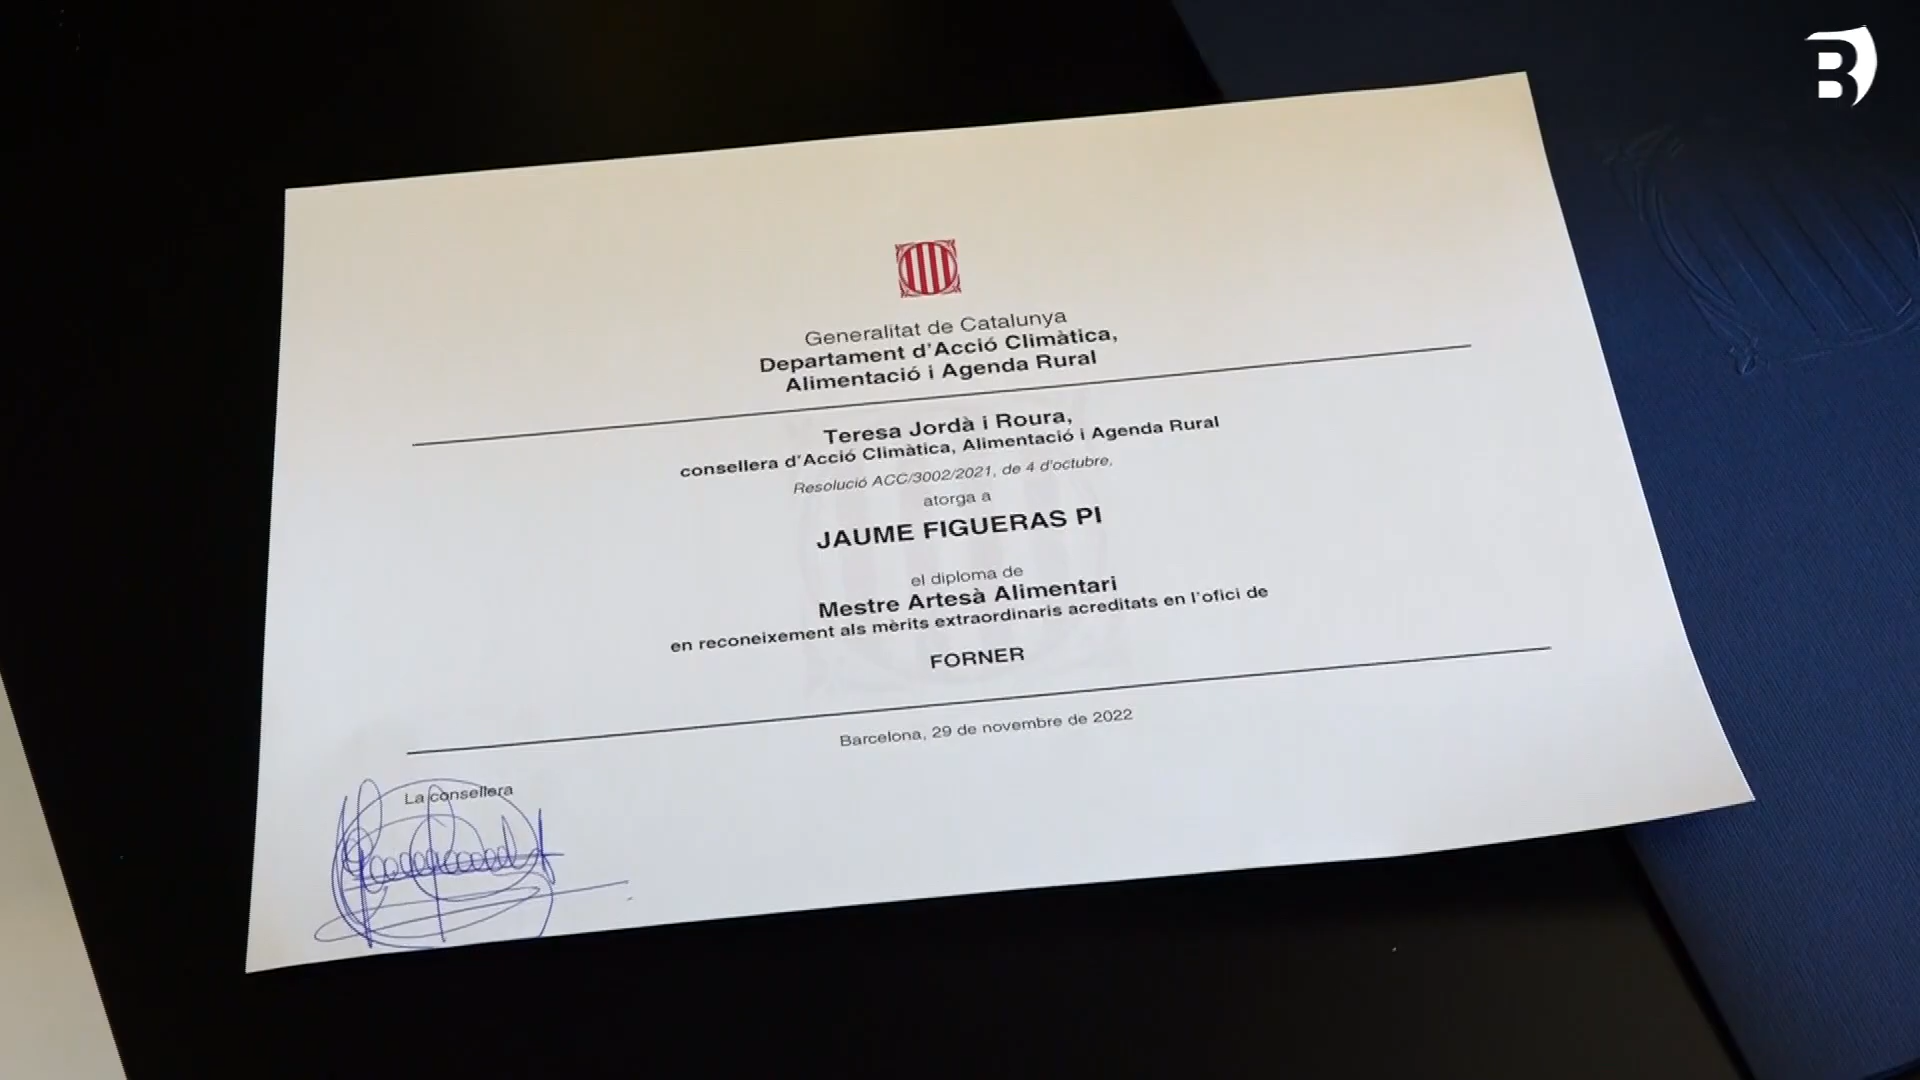 B
Generalitat de Catalunya
Departament d'Acció Climàtica,
Alimentació i Agenda Rural
Teresa Jordà i Roura,
consellera d'Acció Climàtica, Alimentació i Agenda Rural
Resolució ACC/3002/2021, de 4 d'octubre,
atorga a
JAUME FIGUERAS PI
el diploma de
Mestre Artesà Alimentari
en reconeixement als mèrits extraordinaris acreditats en l'ofici de
FORNER
Barcelona, 29 de novembre de 2022
La consellera